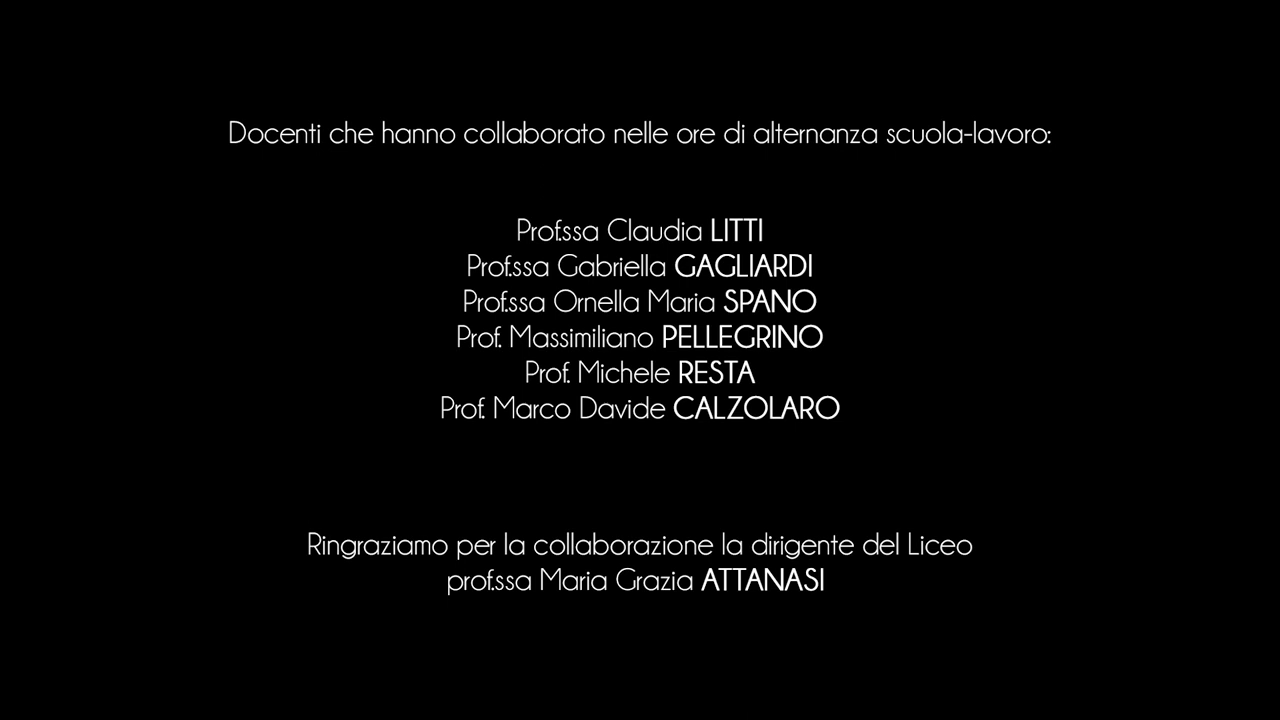 Docenti che hanno collaborato nelle ore di alternanza scuola-lavoro:
Prof.ssa Claudia LITTI
Prof.ssa Gabriella GAGLIARDI
Prof.ssa Ornella Maria SPANO
Prof. Massimiliano PELLEGRINO
Prof. Michele RESTA
Prof. Marco Davide CALZOLARO
Ringraziamo per la collaborazione la dirigente del Liceo
prof.ssa Maria Grazia ATTANASI